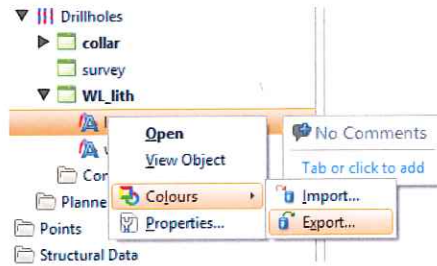 Drillholes
collar
survey
WL_lith
Open
No Comments
View Object
Tab or click to add
Colours
Import...
Planne
Properties...
Export...
Points
Structural Data